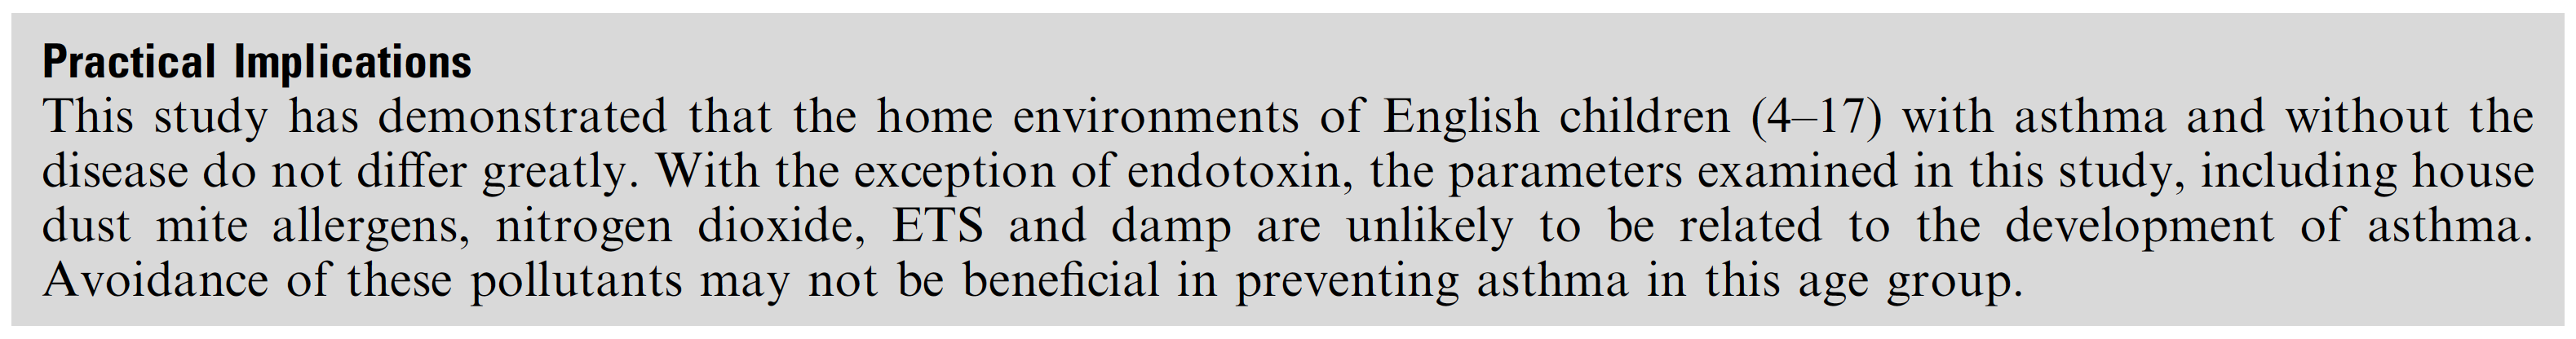 Practical Implications
This study has demonstrated that the home environments of English children (4–17) with asthma and without the
disease do not differ greatly. With the exception of endotoxin, the parameters examined in this study, including house
dust mite allergens, nitrogen dioxide, ETS and damp are unlikely to be related to the development of asthma.
Avoidance of these pollutants may not be beneficial in preventing asthma in this age group.